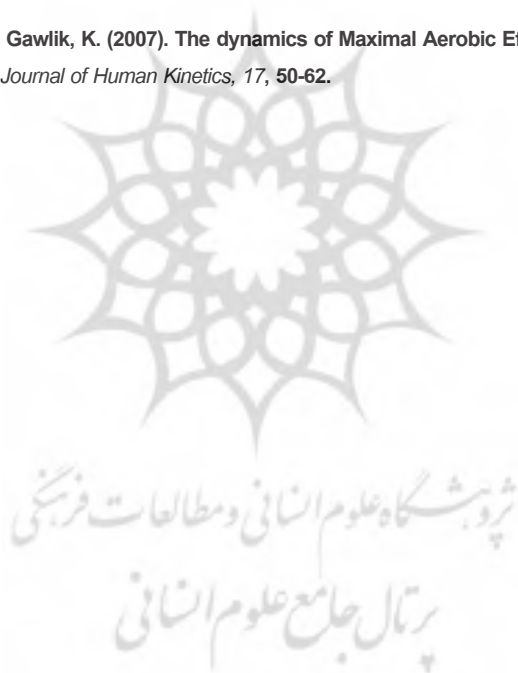 Gawlik, K. (2007). The dynamics of Maximal Aerobic Ef
Journal of Human Kinetics, 17, 50-62.
پژوهشگاه علوم انسانی و مطالعات فرهنگی
پرتال جامع علوم انسانی